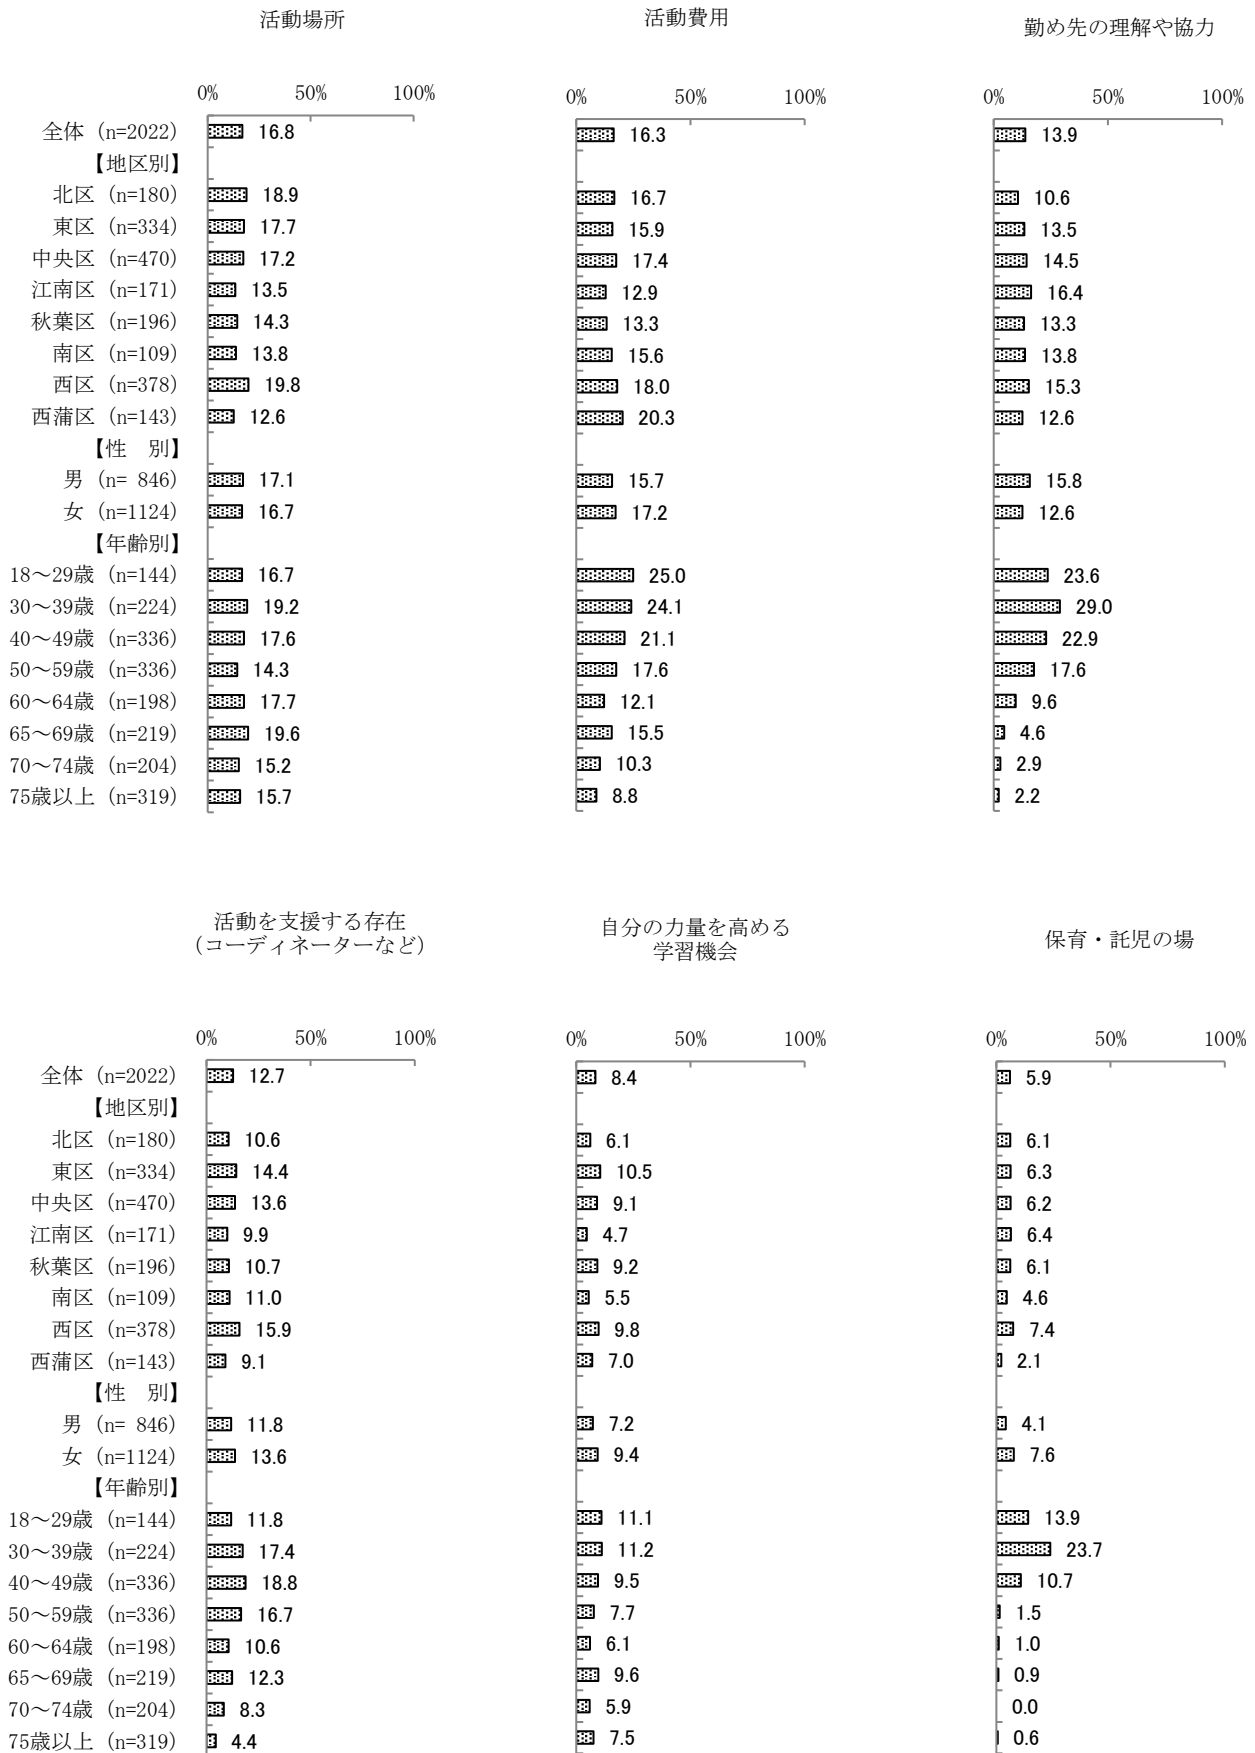 活動場所 活動費用 勤め先の理解や協力
0% 50% 100% 0% 50% 100% 0% 50% 100%
全体 (n=2022) 16.8 16.3 13.9
【地区別】
北区 (n=180) 18.9 16.7 10.6
東区 (n=334) 17.7 15.9 13.5
中央区 (n=470) 17.2 17.4 14.5
江南区 (n=171) 13.5 12.9 16.4
秋葉区 (n=196) 14.3 13.3 13.3
南区 (n=109) 13.8 15.6 13.8
西区 (n=378) 19.8 18.0 15.3
西蒲区 (n=143) 12.6 20.3 12.6
【性　別】
男 (n= 846) 17.1 15.7 15.8
女 (n=1124) 16.7 17.2 12.6
【年齢別】
18～29歳 (n=144) 16.7 25.0 23.6
30～39歳 (n=224) 19.2 24.1 29.0
40～49歳 (n=336) 17.6 21.1 22.9
50～59歳 (n=336) 14.3 17.6 17.6
60～64歳 (n=198) 17.7 12.1 9.6
65～69歳 (n=219) 19.6 15.5 4.6
70～74歳 (n=204) 15.2 10.3 2.9
75歳以上 (n=319) 15.7 8.8 2.2
活動を支援する存在
(コーディネーターなど)
自分の力量を高める
学習機会
保育・託児の場
0% 50% 100% 0% 50% 100% 0% 50% 100%
全体 (n=2022) 12.7 8.4 5.9
【地区別】
北区 (n=180) 10.6 6.1 6.1
東区 (n=334) 14.4 10.5 6.3
中央区 (n=470) 13.6 9.1 6.2
江南区 (n=171) 9.9 4.7 6.4
秋葉区 (n=196) 10.7 9.2 6.1
南区 (n=109) 11.0 5.5 4.6
西区 (n=378) 15.9 9.8 7.4
西蒲区 (n=143) 9.1 7.0 2.1
【性　別】
男 (n= 846) 11.8 7.2 4.1
女 (n=1124) 13.6 9.4 7.6
【年齢別】
18～29歳 (n=144) 11.8 11.1 13.9
30～39歳 (n=224) 17.4 11.2 23.7
40～49歳 (n=336) 18.8 9.5 10.7
50～59歳 (n=336) 16.7 7.7 1.5
60～64歳 (n=198) 10.6 6.1 1.0
65～69歳 (n=219) 12.3 9.6 0.9
70～74歳 (n=204) 8.3 5.9 0.0
75歳以上 (n=319) 4.4 7.5 0.6